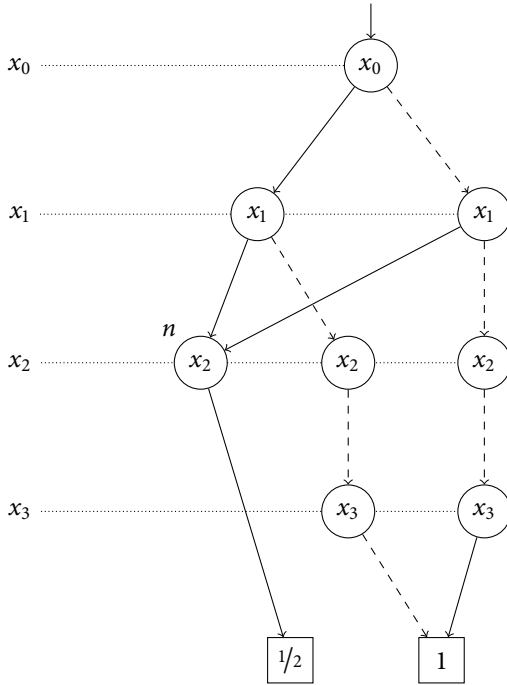 x₀ x₀
x₁ x₁ x₁
n
x₂ x₂ x₂ x₂
x₃ x₃ x₃
1/2 1